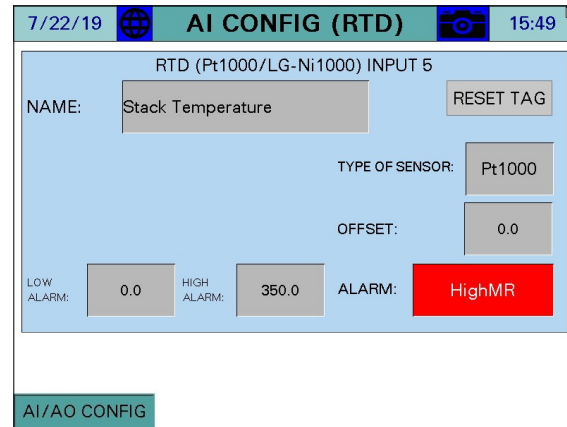 7/22/19 AI CONFIG (RTD) 15:49
RTD (Pt1000/LG-Ni1000) INPUT 5
NAME: Stack Temperature RESET TAG
TYPE OF SENSOR: Pt1000
OFFSET: 0.0
LOW ALARM: 0.0 HIGH ALARM: 350.0 ALARM: HighMR
AI/AO CONFIG